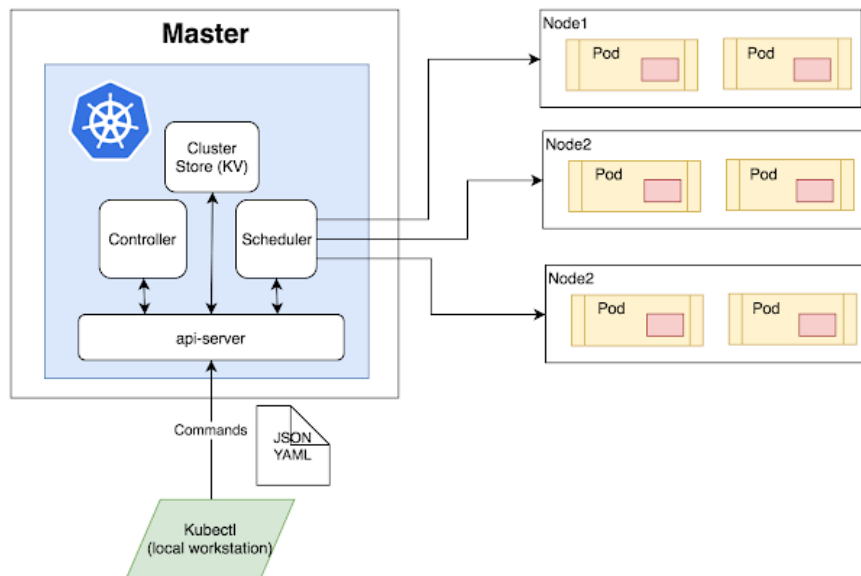 Master
Cluster
Store (KV)
Controller
Scheduler
api-server
Commands
JSON
YAML
Kubectl
(local workstation)
Node1
Pod
Pod
Node2
Pod
Pod
Node2
Pod
Pod